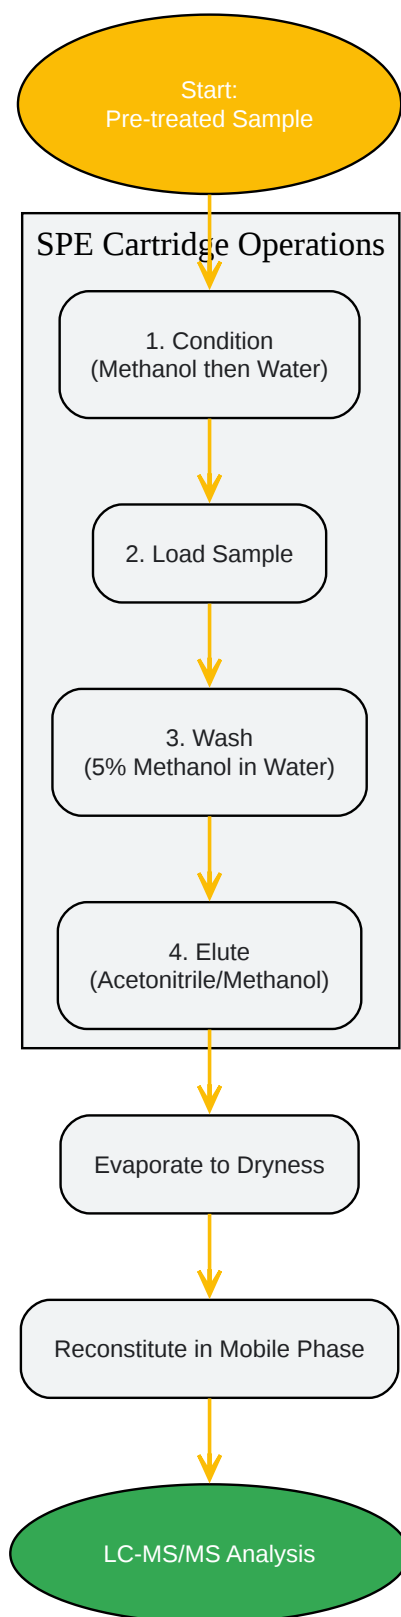 Start:
Pre-treated Sample
SPE Cartridge Operations
1. Condition
(Methanol then Water)
2. Load Sample
3. Wash
(5% Methanol in Water)
4. Elute
(Acetonitrile/Methanol)
Evaporate to Dryness
Reconstitute in Mobile Phase
LC-MS/MS Analysis